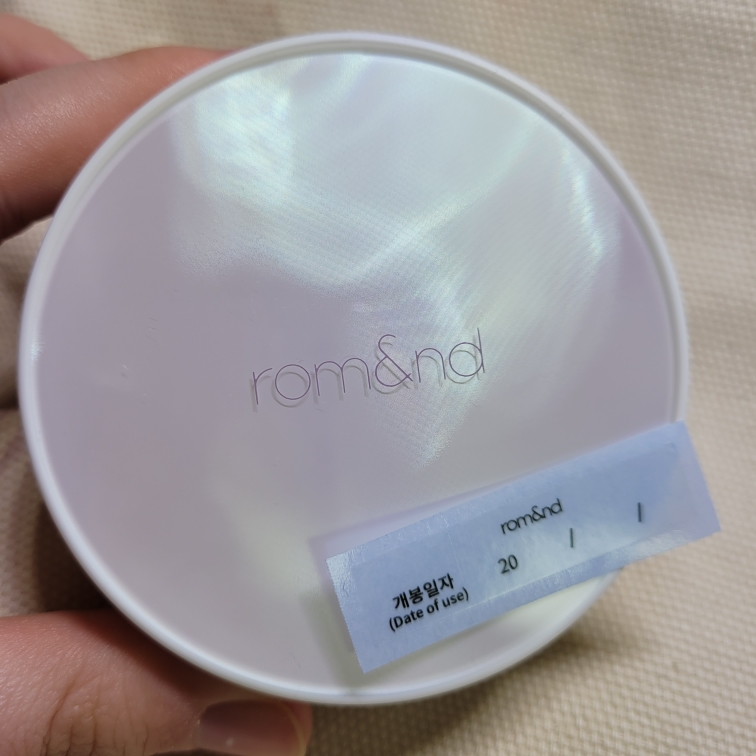 rom&nd
rom&nd
개봉일자 20 / /
(Date of use)